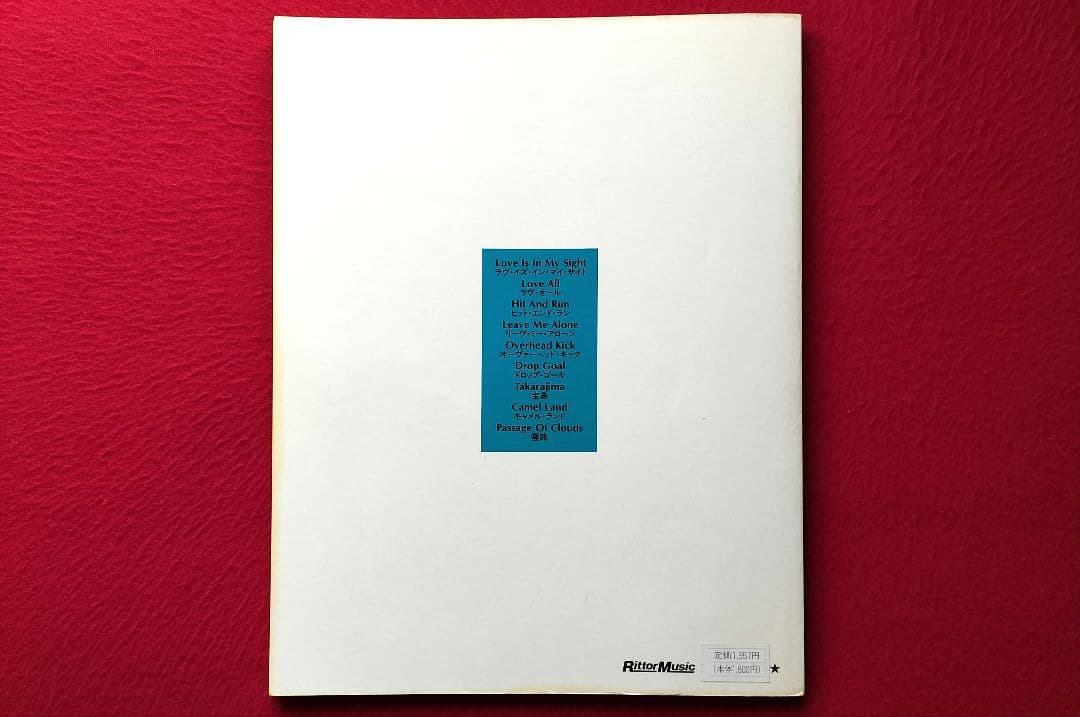 Love Is In My Sight
ラヴ・イズ・イン・マイ・サイト
Love All
ラヴ・オール
Hit And Run
ヒット・エンド・ラン
Leave Me Alone
リーヴ・ミー・アローン
Overhead Kick
オーヴァーヘッド・キック
Drop Goal
ドロップ・ゴール
Takarajima
宝島
Camel Land
キャメル・ランド
Passage Of Clouds
雲路
RittorMusic
定価1,957円
(本体1,900円)
★